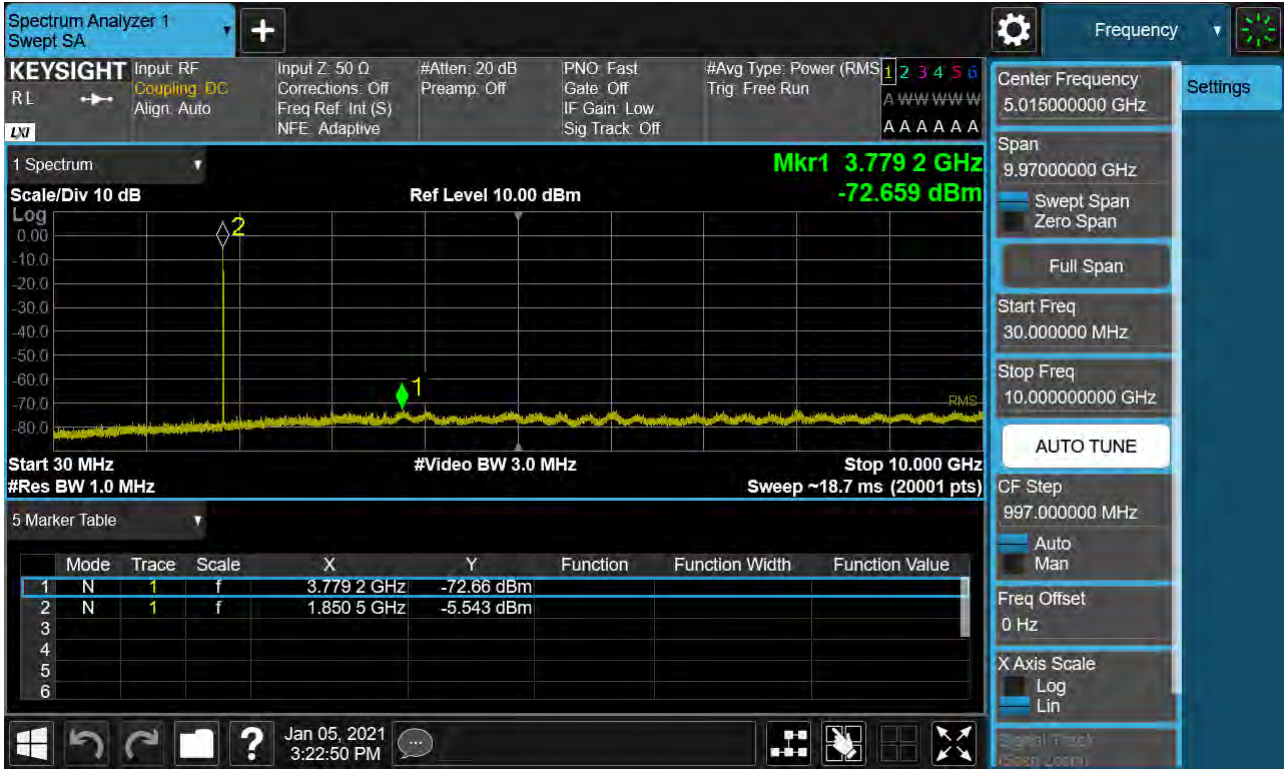 Spectrum Analyzer 1
Swept SA
Frequency
KEYSIGHT
RL
LXI
Input: RF
Coupling: DC
Align: Auto
Input Z: 50 Ω
Corrections: Off
Freq Ref: Int (S)
NFE: Adaptive
#Atten: 20 dB
Preamp: Off
PNO: Fast
Gate: Off
IF Gain: Low
Sig Track: Off
#Avg Type: Power (RMS
Trig: Free Run
1 2 3 4 5 6
A W W W W W
A A A A A A
1 Spectrum
Mkr1 3.779 2 GHz
Scale/Div 10 dB
Ref Level 10.00 dBm
-72.659 dBm
Log
0.00
-10.0
-20.0
-30.0
-40.0
-50.0
-60.0
-70.0
-80.0
2
1
RMS
Start 30 MHz
#Video BW 3.0 MHz
Stop 10.000 GHz
#Res BW 1.0 MHz
Sweep ~18.7 ms (20001 pts)
5 Marker Table
Mode Trace Scale X Y Function Function Width Function Value
1 N 1 f 3.779 2 GHz -72.66 dBm
2 N 1 f 1.850 5 GHz -5.543 dBm
3
4
5
6
Jan 05, 2021
3:22:50 PM
Center Frequency
5.015000000 GHz
Settings
Span
9.97000000 GHz
Swept Span
Zero Span
Full Span
Start Freq
30.000000 MHz
Stop Freq
10.000000000 GHz
AUTO TUNE
CF Step
997.000000 MHz
Auto
Man
Freq Offset
0 Hz
X Axis Scale
Log
Lin
Signal Track
(Span Zoom)